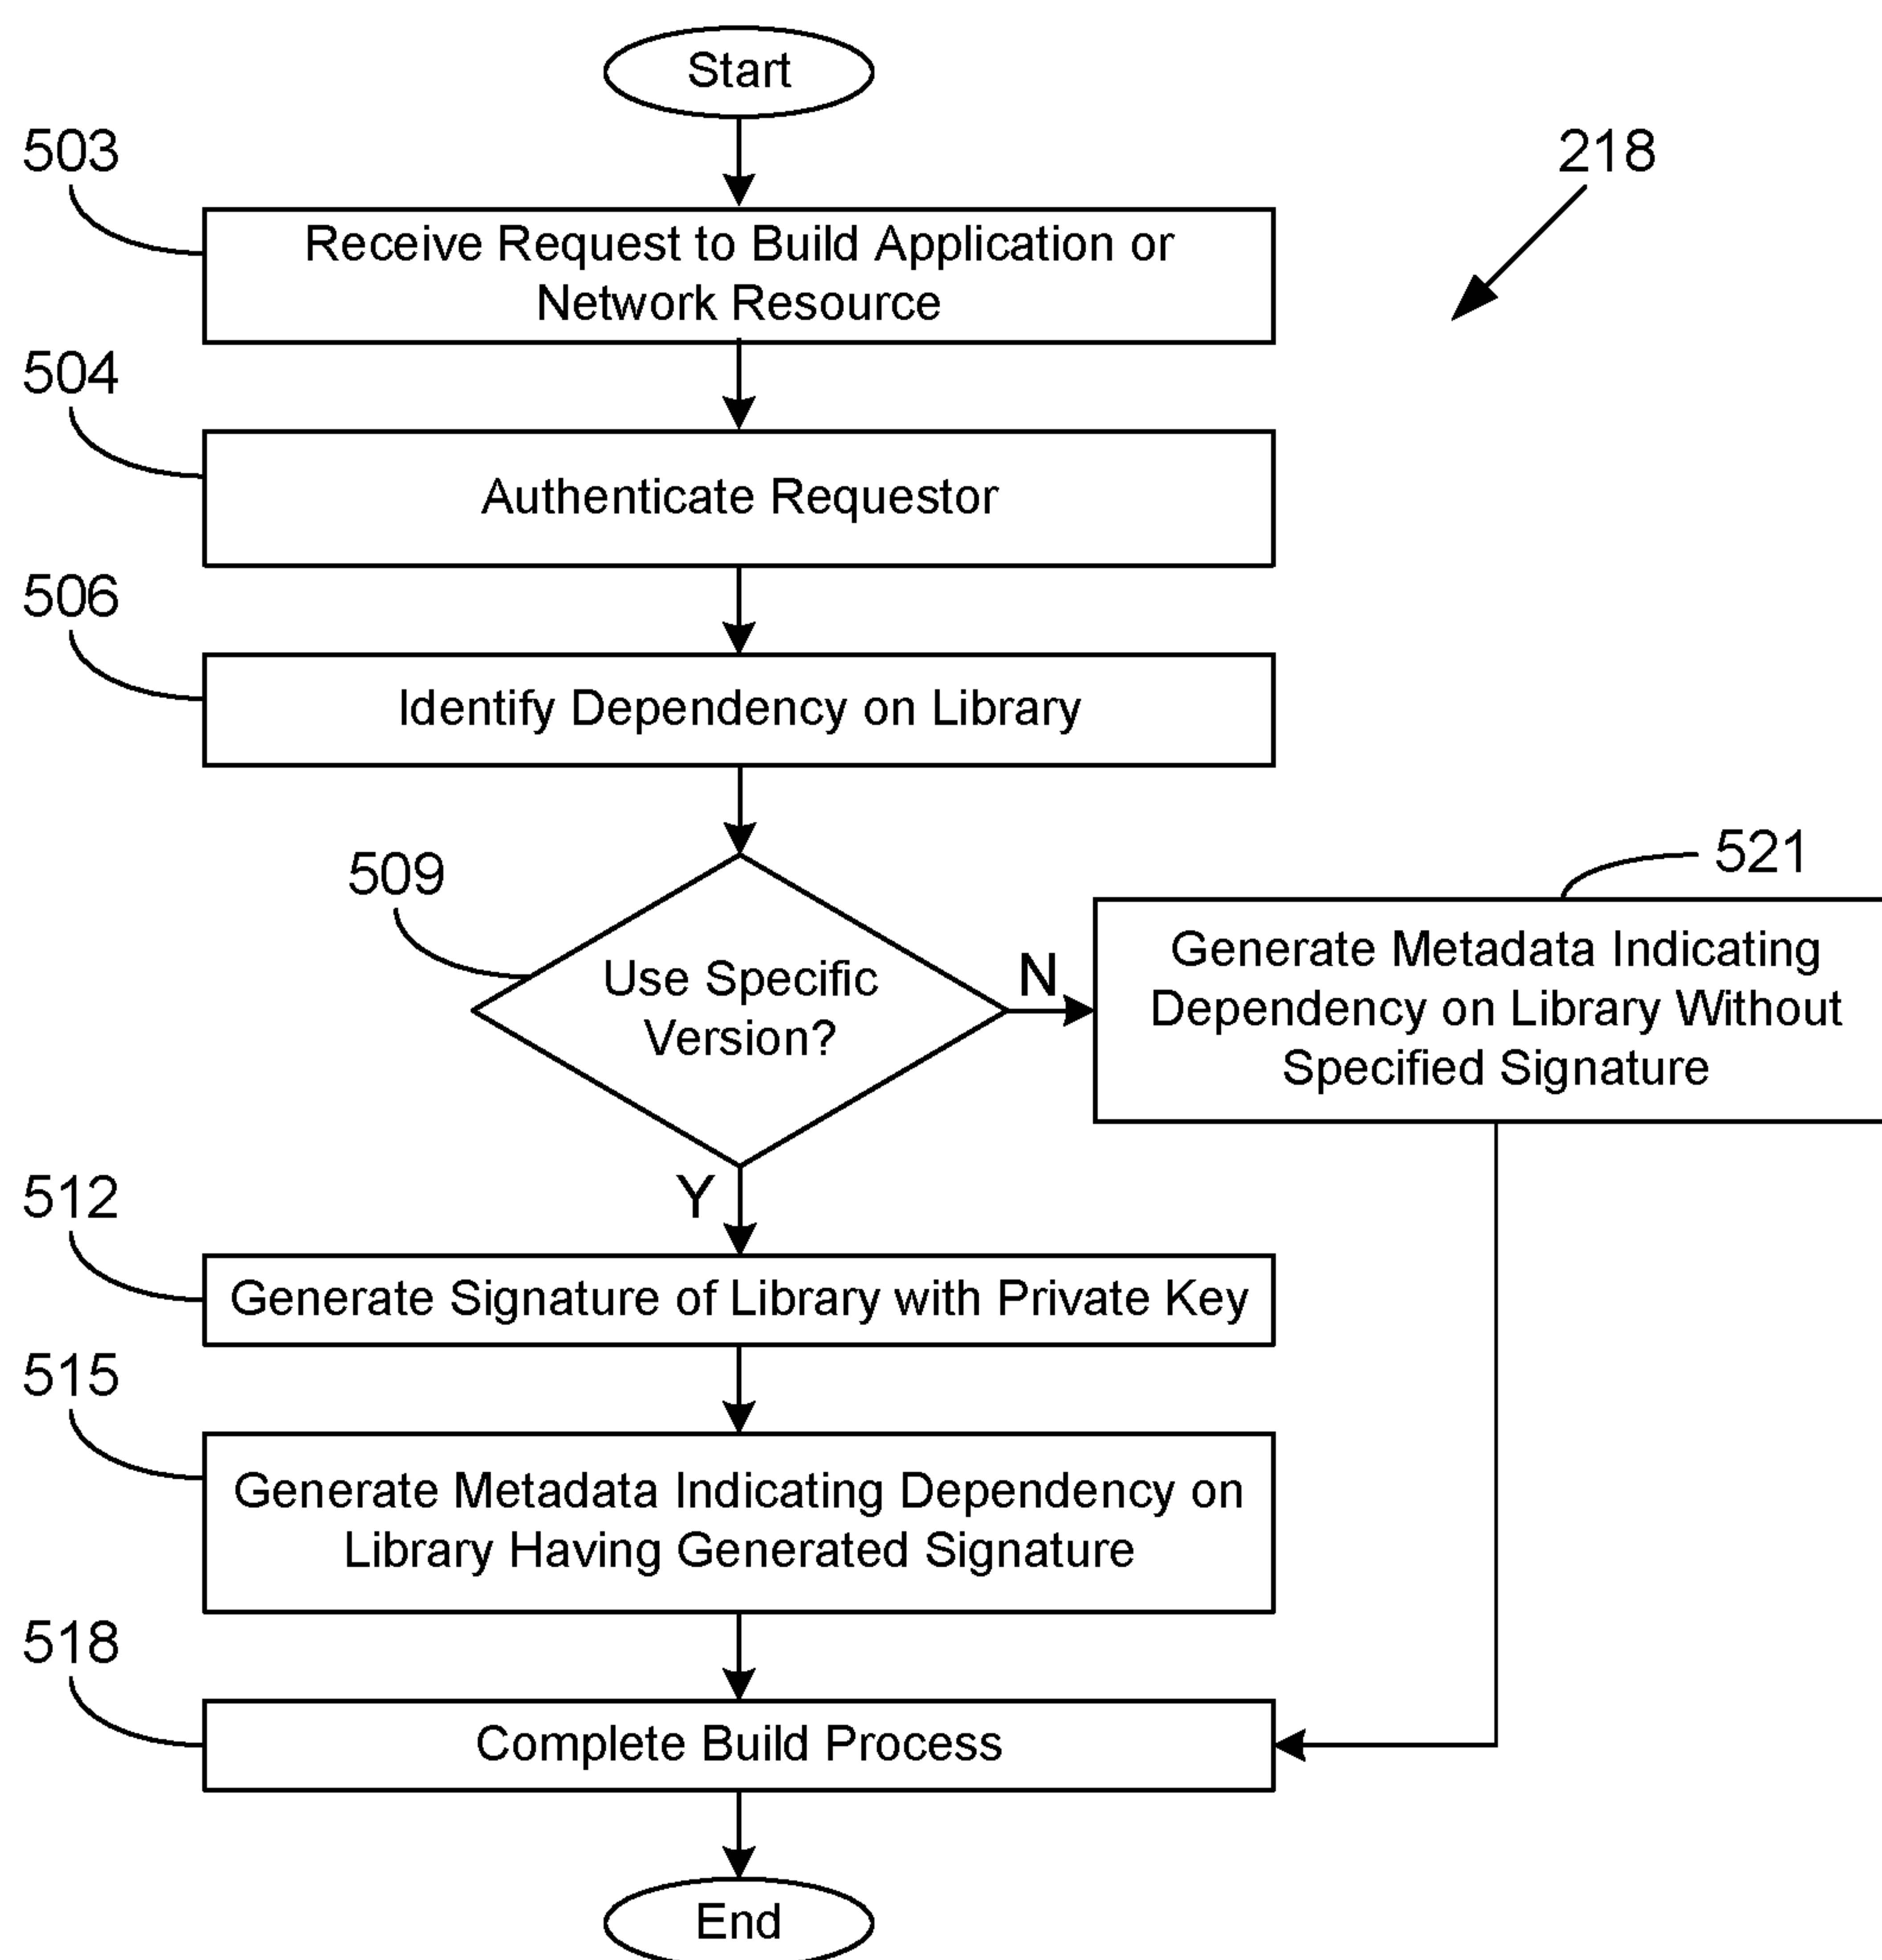 Start
503
218
Receive Request to Build Application or
Network Resource
504
Authenticate Requestor
506
Identify Dependency on Library
509
Use Specific
Version?
N
521
Generate Metadata Indicating
Dependency on Library Without
Specified Signature
Y
512
Generate Signature of Library with Private Key
515
Generate Metadata Indicating Dependency on
Library Having Generated Signature
518
Complete Build Process
End